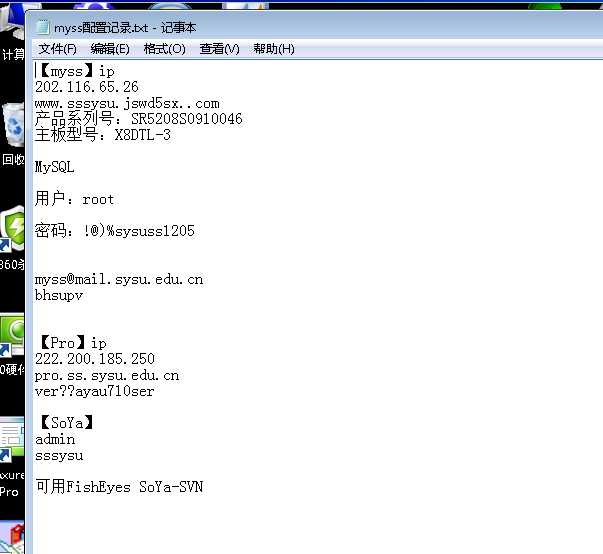 myss配置记录.txt - 记事本
文件(F) 编辑(E) 格式(O) 查看(V) 帮助(H)
【myss】ip
202.116.65.26
www.sssysu.jswd5sx..com
产品系列号：SR5208S0910046
主板型号：X8DTL-3
MySQL
用户：root
密码：!@)%sysuss1205
myss@mail.sysu.edu.cn
bhsupv
【Pro】ip
222.200.185.250
pro.ss.sysu.edu.cn
ver??ayau710ser
【SoYa】
admin
sssysu
可用FishEyes SoYa-SVN
计算
回收
360杀
0硬件
xure
Pro